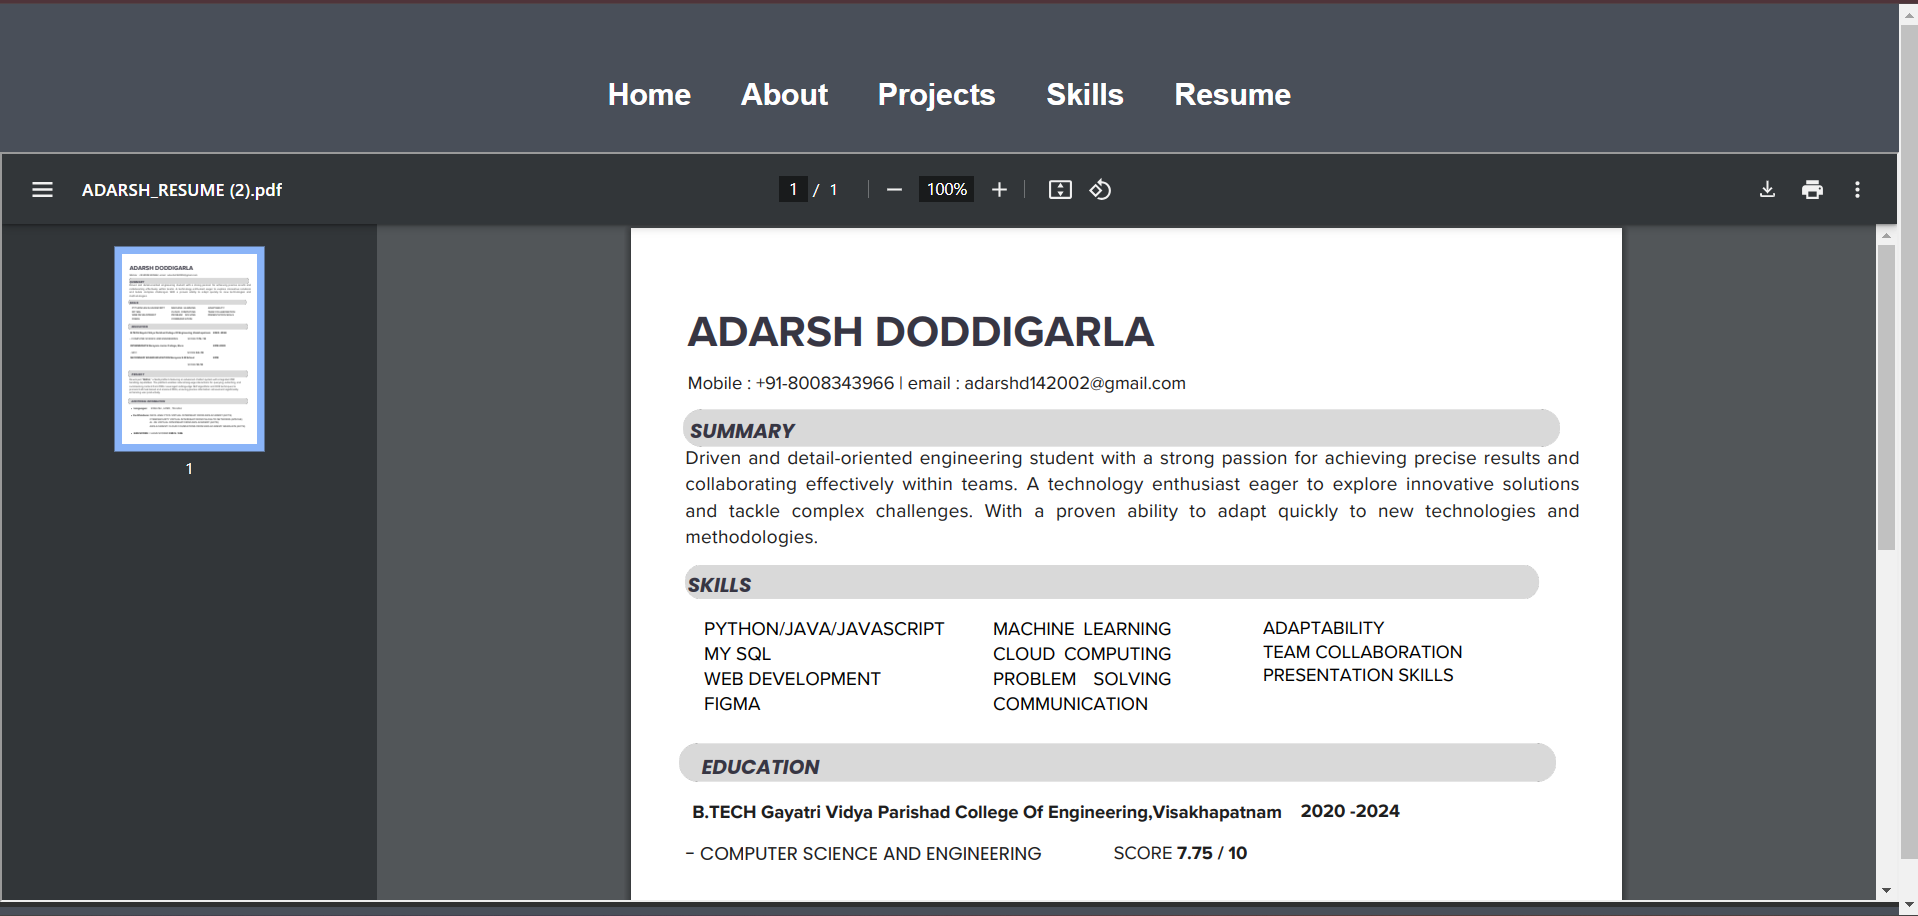 Home About Projects Skills Resume
ADARSH_RESUME (2).pdf
1 / 1
100%
1
ADARSH DODDIGARLA
Mobile : +91-8008343966 | email : adarshd142002@gmail.com
SUMMARY
Driven and detail-oriented engineering student with a strong passion for achieving precise results and
collaborating effectively within teams. A technology enthusiast eager to explore innovative solutions
and tackle complex challenges. With a proven ability to adapt quickly to new technologies and
methodologies.
SKILLS
PYTHON/JAVA/JAVASCRIPT
MY SQL
WEB DEVELOPMENT
FIGMA
MACHINE LEARNING
CLOUD COMPUTING
PROBLEM SOLVING
COMMUNICATION
ADAPTABILITY
TEAM COLLABORATION
PRESENTATION SKILLS
EDUCATION
B.TECH Gayatri Vidya Parishad College Of Engineering,Visakhapatnam 2020 -2024
- COMPUTER SCIENCE AND ENGINEERING SCORE 7.75 / 10